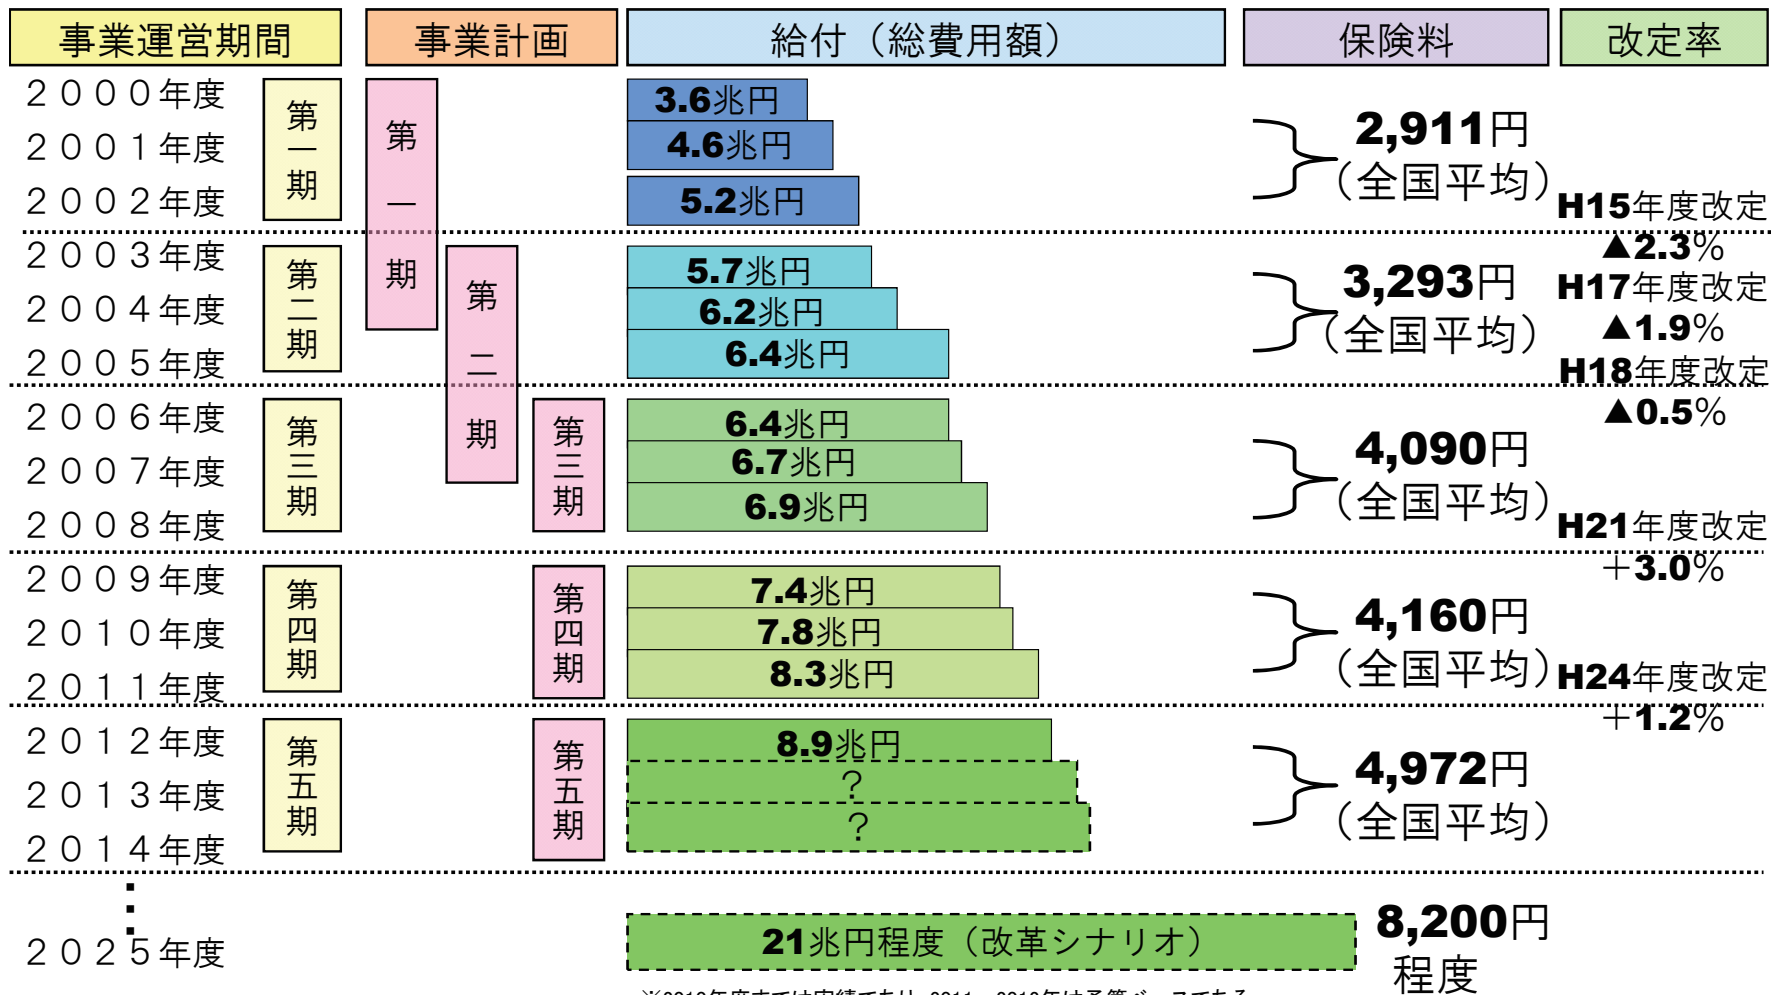 事業運営期間 事業計画 給付（総費用額） 保険料 改定率
２０００年度
２００１年度
２００２年度
第一期
第一期
3.6兆円
4.6兆円
5.2兆円
2,911円
（全国平均）
H15年度改定
▲2.3％
２００３年度
２００４年度
２００５年度
第二期
第二期
5.7兆円
6.2兆円
6.4兆円
3,293円
（全国平均）
H17年度改定
▲1.9％
H18年度改定
▲0.5％
２００６年度
２００７年度
２００８年度
第三期
第三期
6.4兆円
6.7兆円
6.9兆円
4,090円
（全国平均）
H21年度改定
＋3.0％
２００９年度
２０１０年度
２０１１年度
第四期
第四期
7.4兆円
7.8兆円
8.3兆円
4,160円
（全国平均）
H24年度改定
＋1.2％
２０１２年度
２０１３年度
２０１４年度
第五期
第五期
8.9兆円
？
？
4,972円
（全国平均）
２０２５年度
21兆円程度（改革シナリオ）
8,200円
程度